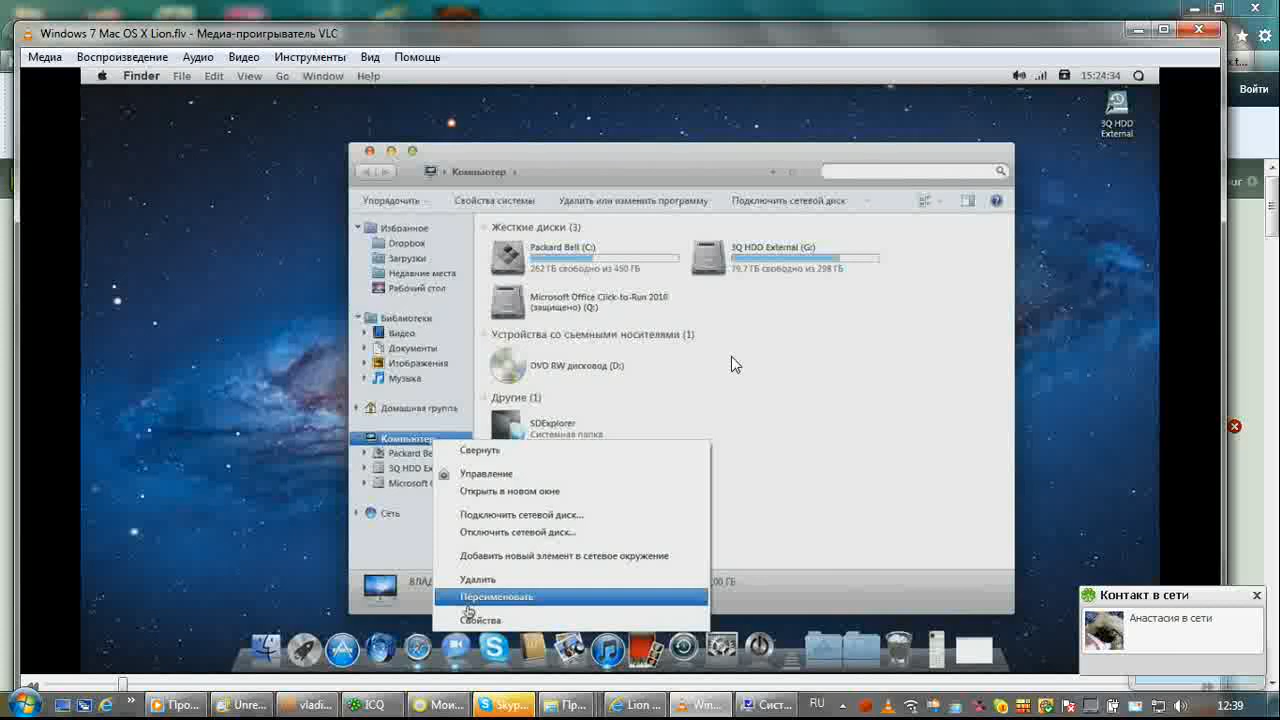 Windows 7 Mac OS X Lion.flv - Медиа-проигрыватель VLC
Медиа Воспроизведение Аудио Видео Инструменты Вид Помощь
Finder File Edit View Go Window Help 15:24:34
Войти
3Q HDD
External
Компьютер
Упорядочить Свойства системы Удалить или изменить программу Подключить сетевой диск
Избранное
Dropbox
Загрузки
Недавние места
Рабочий стол
Библиотеки
Видео
Документы
Изображения
Музыка
Домашняя группа
Компьютер
Packard Be
3Q HDD Ex
Microsoft
Сеть
Жесткие диски (3)
Packard Bell (C:)
262 ГБ свободно из 450 ГБ
3Q HDD External (G:)
79,7 ГБ свободно из 298 ГБ
Microsoft Office Click-to-Run 2010
(защищено) (Q:)
Устройства со съемными носителями (1)
DVD RW дисковод (D:)
Другие (1)
SDExplorer
Системная папка
Свернуть
Управление
Открыть в новом окне
Подключить сетевой диск...
Отключить сетевой диск...
Добавить новый элемент в сетевое окружение
Удалить
Переименовать
Свойства
Контакт в сети
Анастасия в сети
Про... Unre... vladi... ICQ Мои... Skyp... Пр... Lion ... Win... Сист... RU 12:39